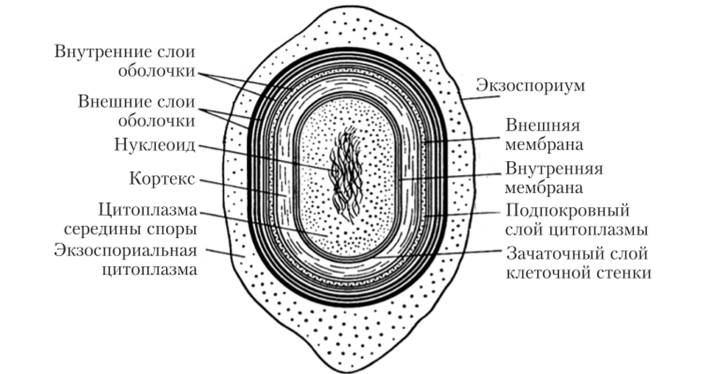 Внутренние слои
оболочки
Внешние слои
оболочки
Нуклеоид
Кортекс
Цитоплазма
середины споры
Экзоспориальная
цитоплазма
Экзоспориум
Внешняя
мембрана
Внутренняя
мембрана
Подпокровный
слой цитоплазмы
Зачаточный слой
клеточной стенки